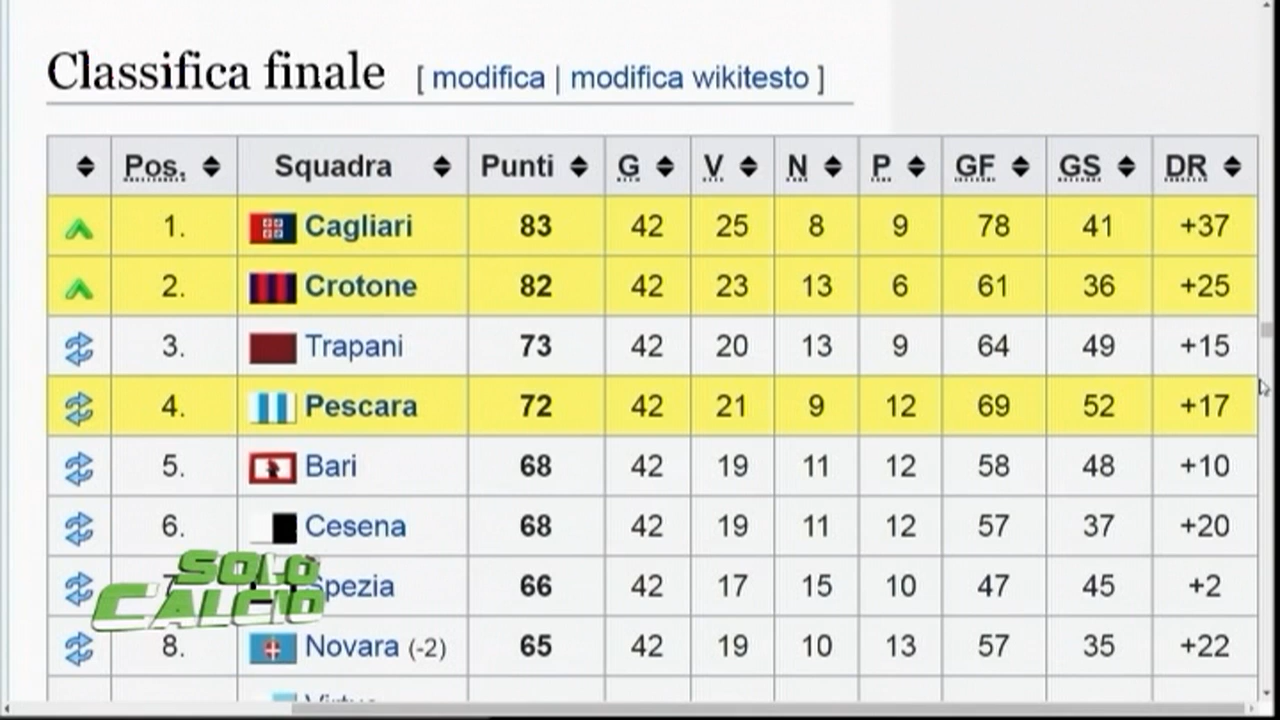 Classifica finale [ modifica | modifica wikitesto ]
Pos. Squadra Punti G V N P GF GS DR
1. Cagliari 83 42 25 8 9 78 41 +37
2. Crotone 82 42 23 13 6 61 36 +25
3. Trapani 73 42 20 13 9 64 49 +15
4. Pescara 72 42 21 9 12 69 52 +17
5. Bari 68 42 19 11 12 58 48 +10
6. Cesena 68 42 19 11 12 57 37 +20
7. Spezia 66 42 17 15 10 47 45 +2
SOLO
CALCIO
8. Novara (-2) 65 42 19 10 13 57 35 +22